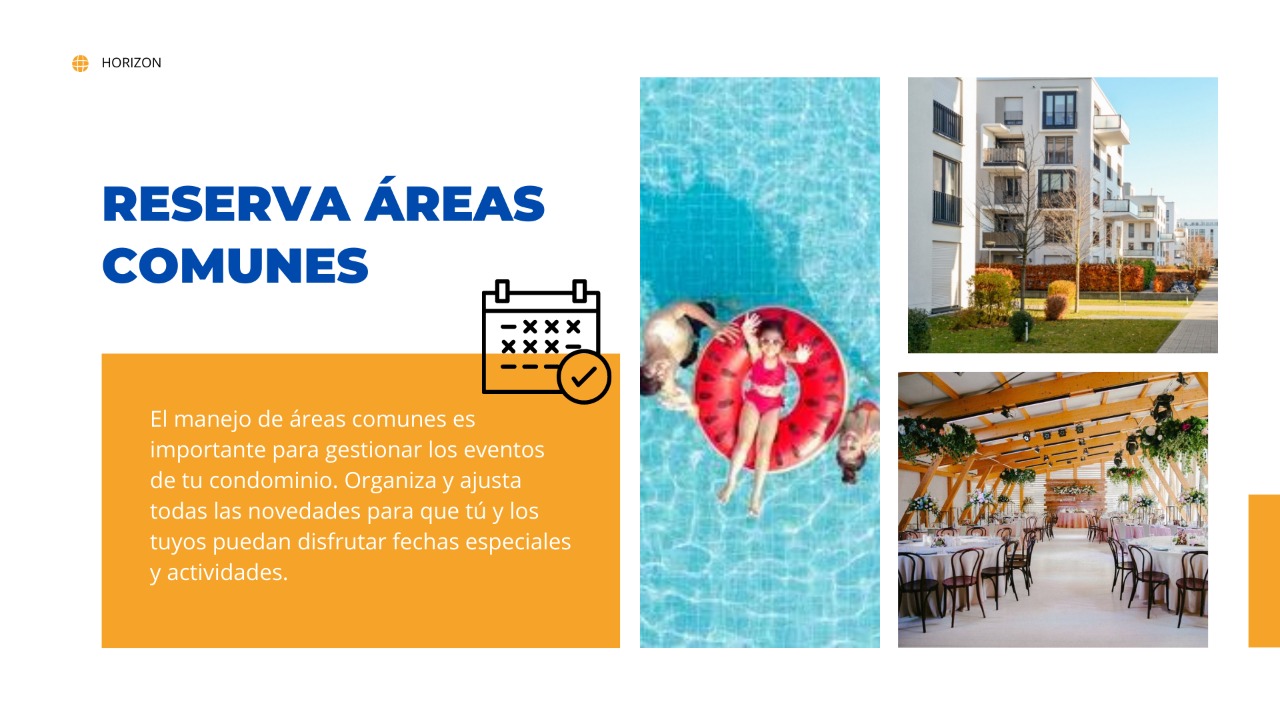 HORIZON
RESERVA ÁREAS
COMUNES
El manejo de áreas comunes es
importante para gestionar los eventos
de tu condominio. Organiza y ajusta
todas las novedades para que tú y los
tuyos puedan disfrutar fechas especiales
y actividades.